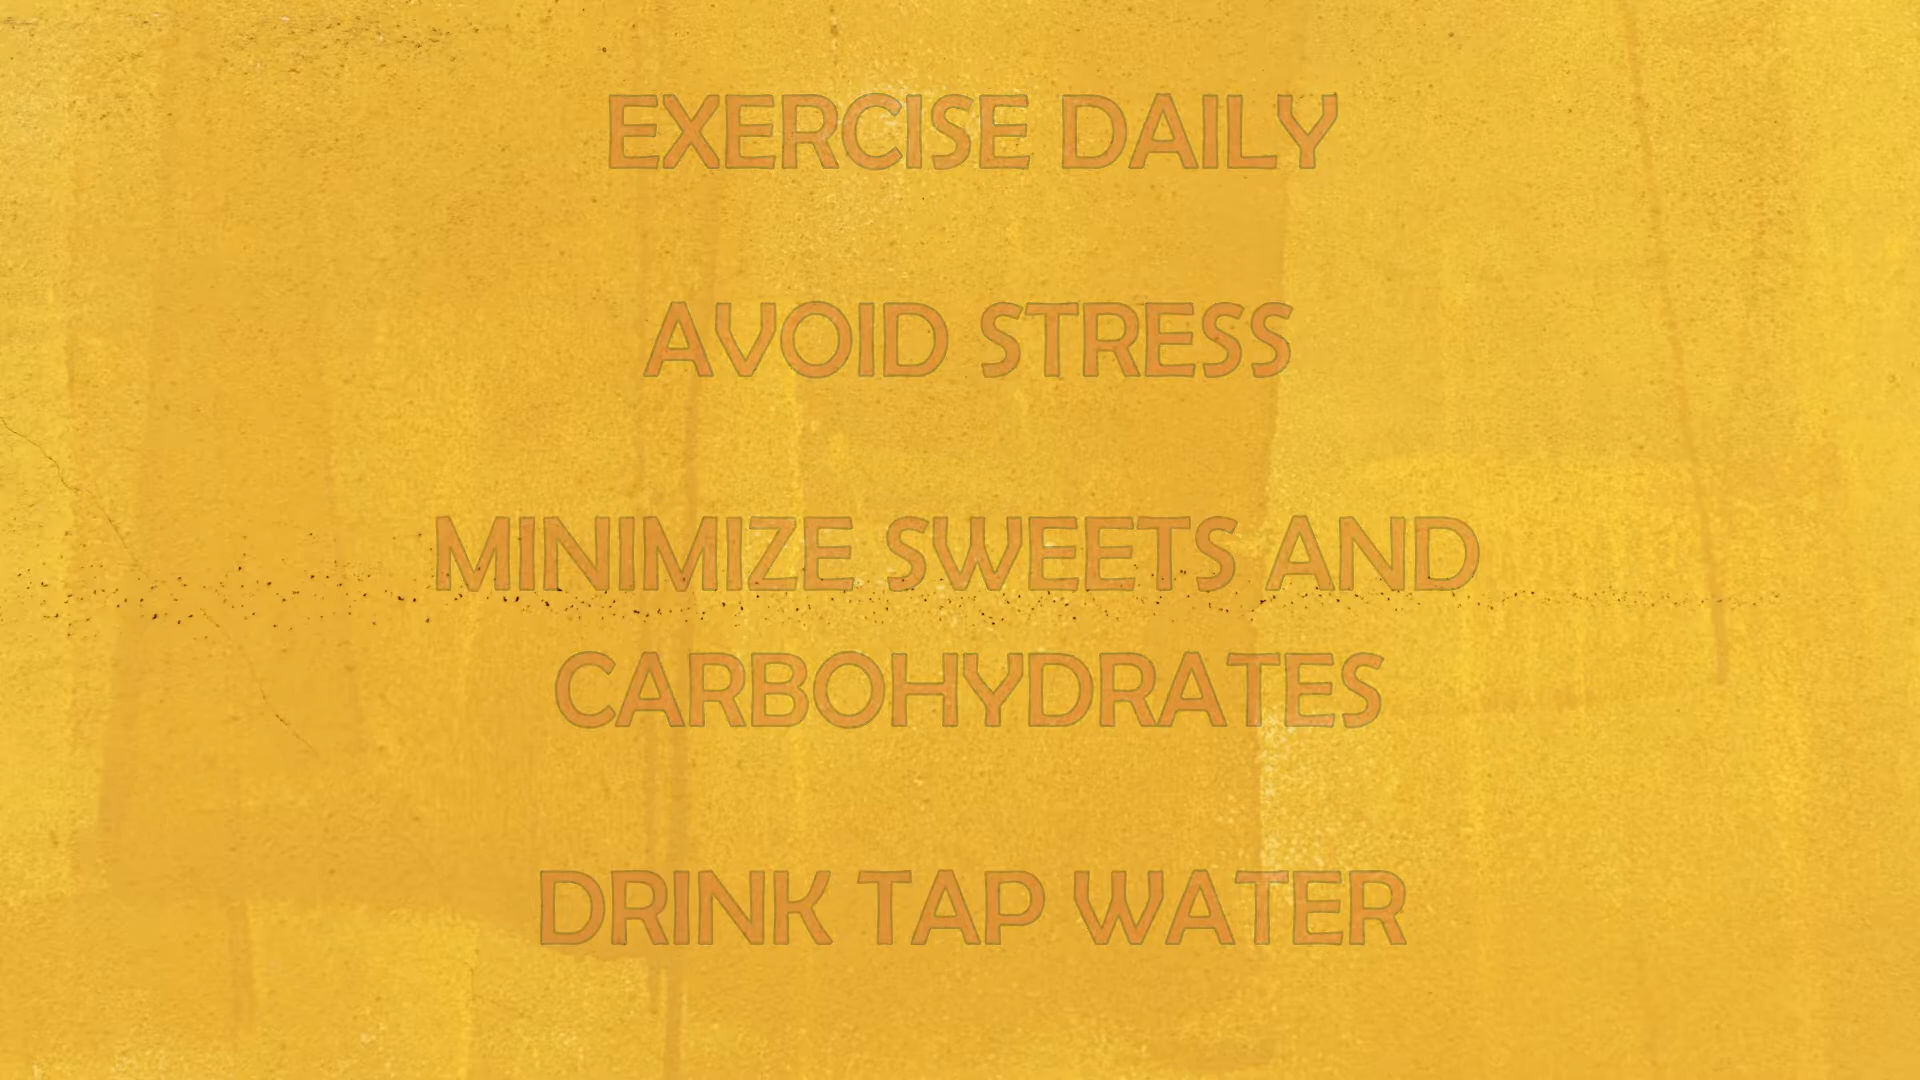 EXERCISE DAILY
AVOID STRESS
MINIMIZE SWEETS AND
CARBOHYDRATES
DRINK TAP WATER